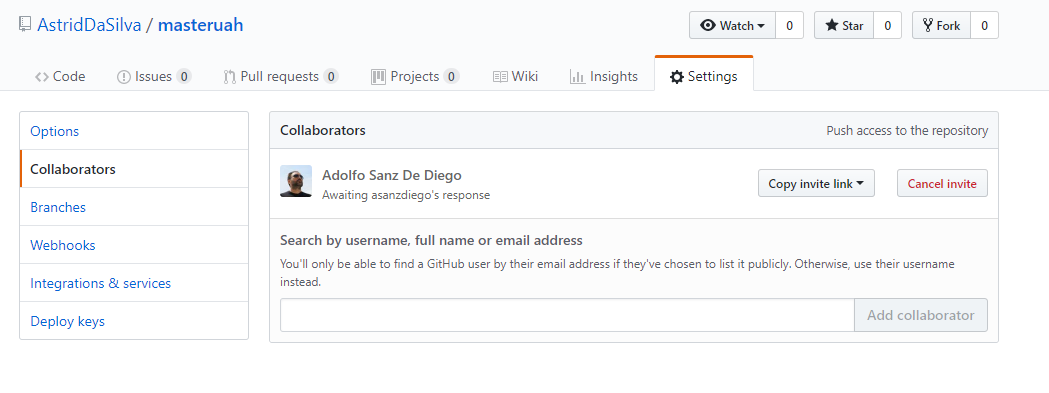 AstridDaSilva / masteruah
Watch 0 Star 0 Fork 0
Code Issues 0 Pull requests 0 Projects 0 Wiki Insights Settings
Options
Collaborators
Branches
Webhooks
Integrations & services
Deploy keys
Collaborators Push access to the repository
Adolfo Sanz De Diego
Awaiting asanzdiego's response
Copy invite link Cancel invite
Search by username, full name or email address
You'll only be able to find a GitHub user by their email address if they've chosen to list it publicly. Otherwise, use their username
instead.
Add collaborator